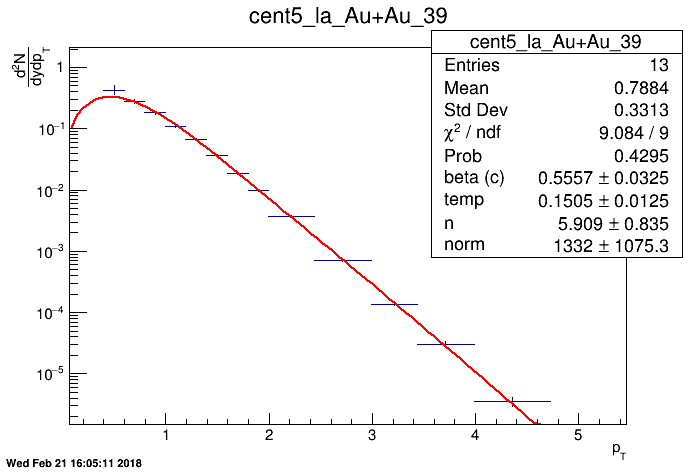 cent5_la_Au+Au_39
cent5_la_Au+Au_39
Entries 13
Mean 0.7884
Std Dev 0.3313
χ² / ndf 9.084 / 9
Prob 0.4295
beta (c) 0.5557 ± 0.0325
temp 0.1505 ± 0.0125
n 5.909 ± 0.835
norm 1332 ± 1075.3
d²N
dydp_T
1
10⁻¹
10⁻²
10⁻³
10⁻⁴
10⁻⁵
1 2 3 4 5
p_T
Wed Feb 21 16:05:11 2018